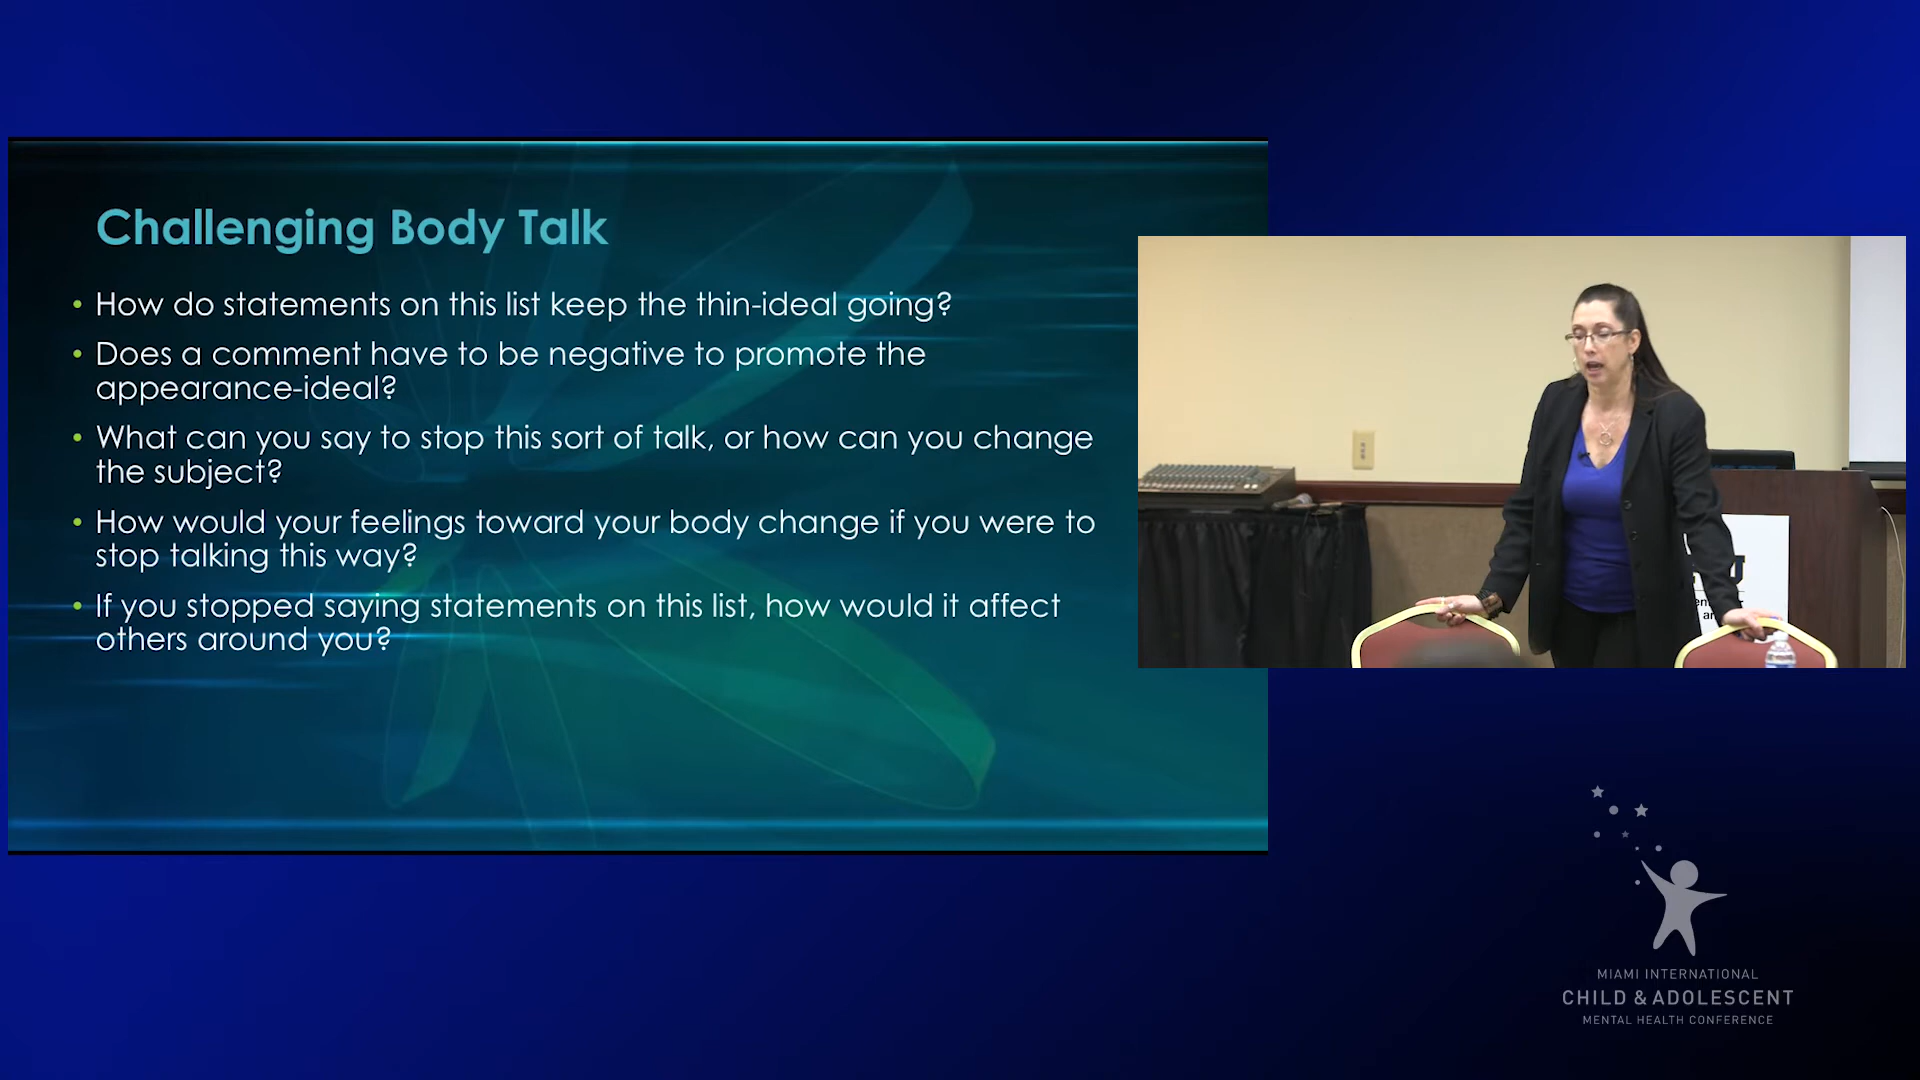 Challenging Body Talk
• How do statements on this list keep the thin-ideal going?
• Does a comment have to be negative to promote the
appearance-ideal?
• What can you say to stop this sort of talk, or how can you change
the subject?
• How would your feelings toward your body change if you were to
stop talking this way?
• If you stopped saying statements on this list, how would it affect
others around you?
MIAMI INTERNATIONAL
CHILD & ADOLESCENT
MENTAL HEALTH CONFERENCE